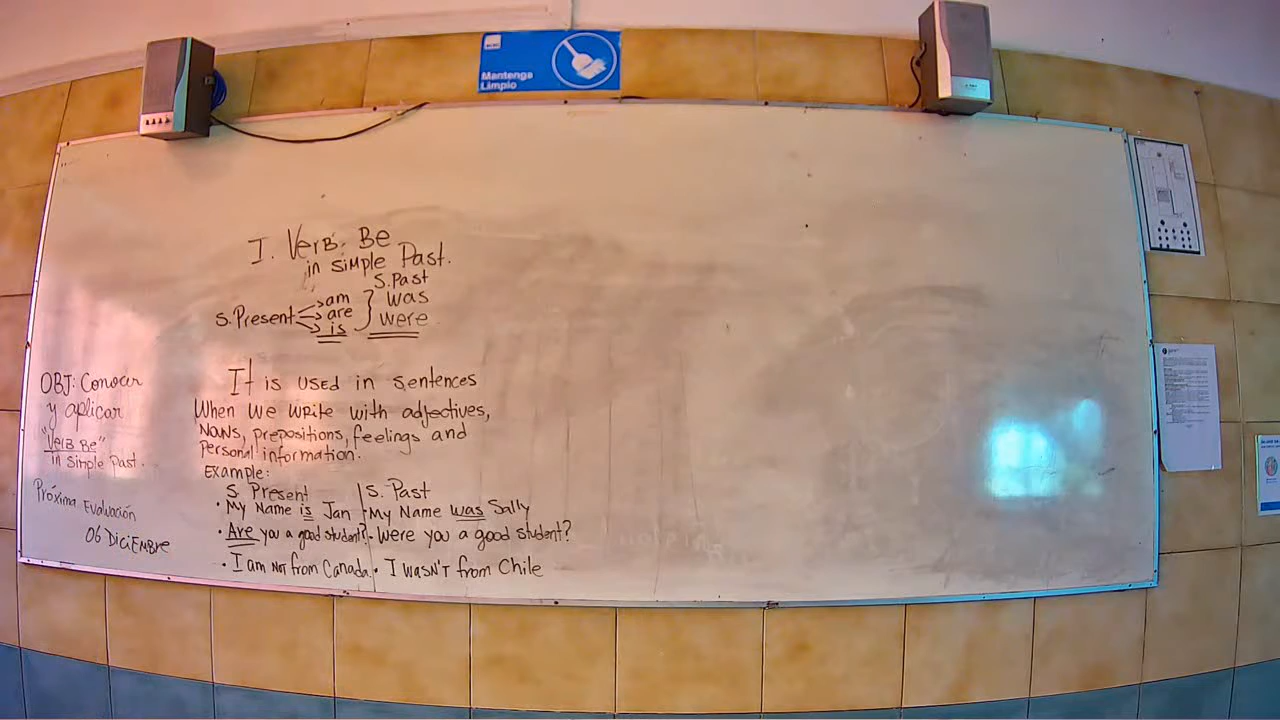 Mantenga
Limpio
I. Verb. Be
in simple Past.
S. Past
am
was
s. Present
are
were
is
OBJ: Conocer
y aplicar
"Verb Be"
in simple Past.
Próxima Evaluación
06 DiciEmbre
It is USED in sentences
When We Write with adjectives,
NouNs, prepositions, feelings and
Personal information.
Example:
S. Present
S. Past
• My Name is Jan
- My Name was Sally
• Are you a good student?
- Were you a good student?
• I am Not from Canada.
• I wasN'T from Chile